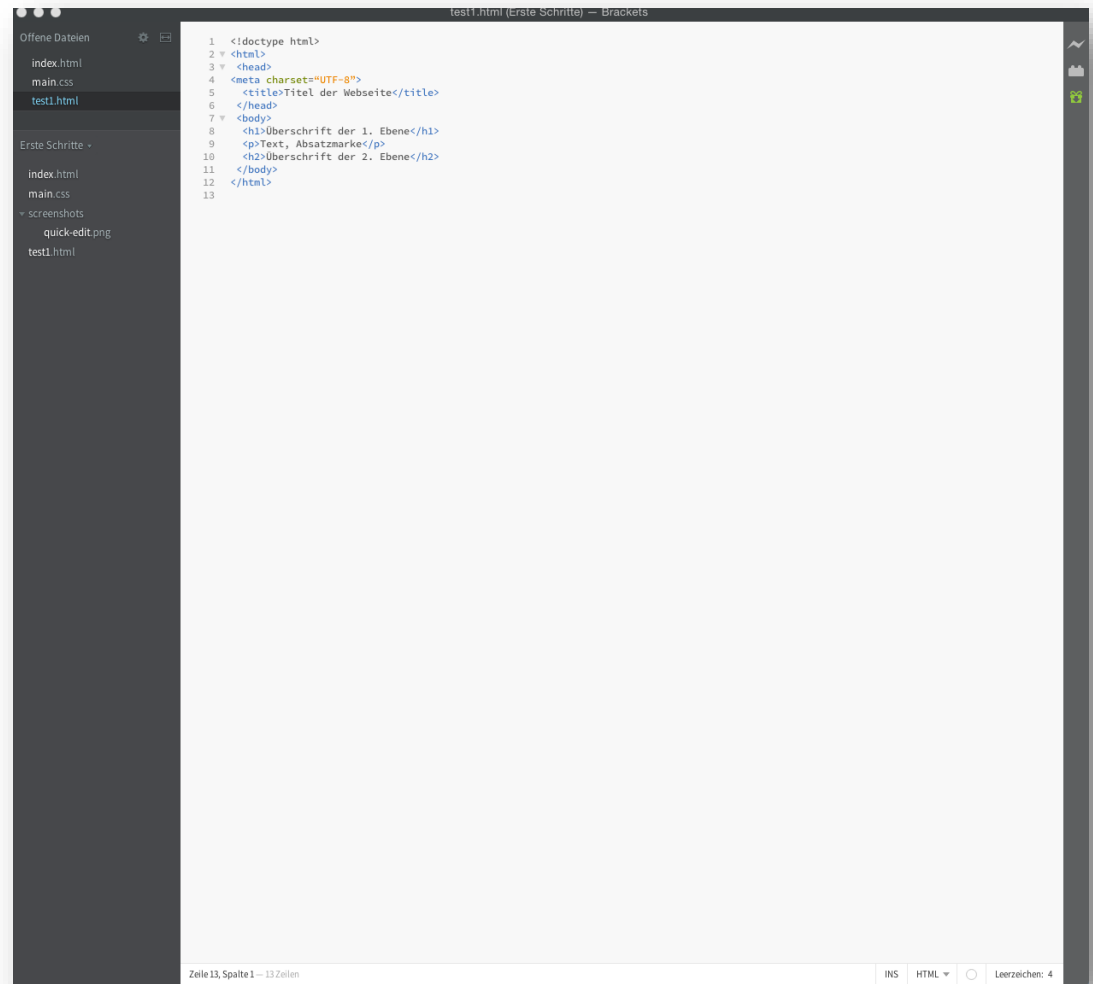 test1.html (Erste Schritte) — Brackets
Offene Dateien
index.html
main.css
test1.html
Erste Schritte
index.html
main.css
screenshots
quick-edit.png
test1.html
1 <!doctype html>
2 <html>
3 <head>
4 <meta charset=“UTF-8”>
5 <title>Titel der Webseite</title>
6 </head>
7 <body>
8 <h1>Überschrift der 1. Ebene</h1>
9 <p>Text, Absatzmarke</p>
10 <h2>Überschrift der 2. Ebene</h2>
11 </body>
12 </html>
13
Zeile 13, Spalte 1 — 13 Zeilen INS HTML Leerzeichen: 4